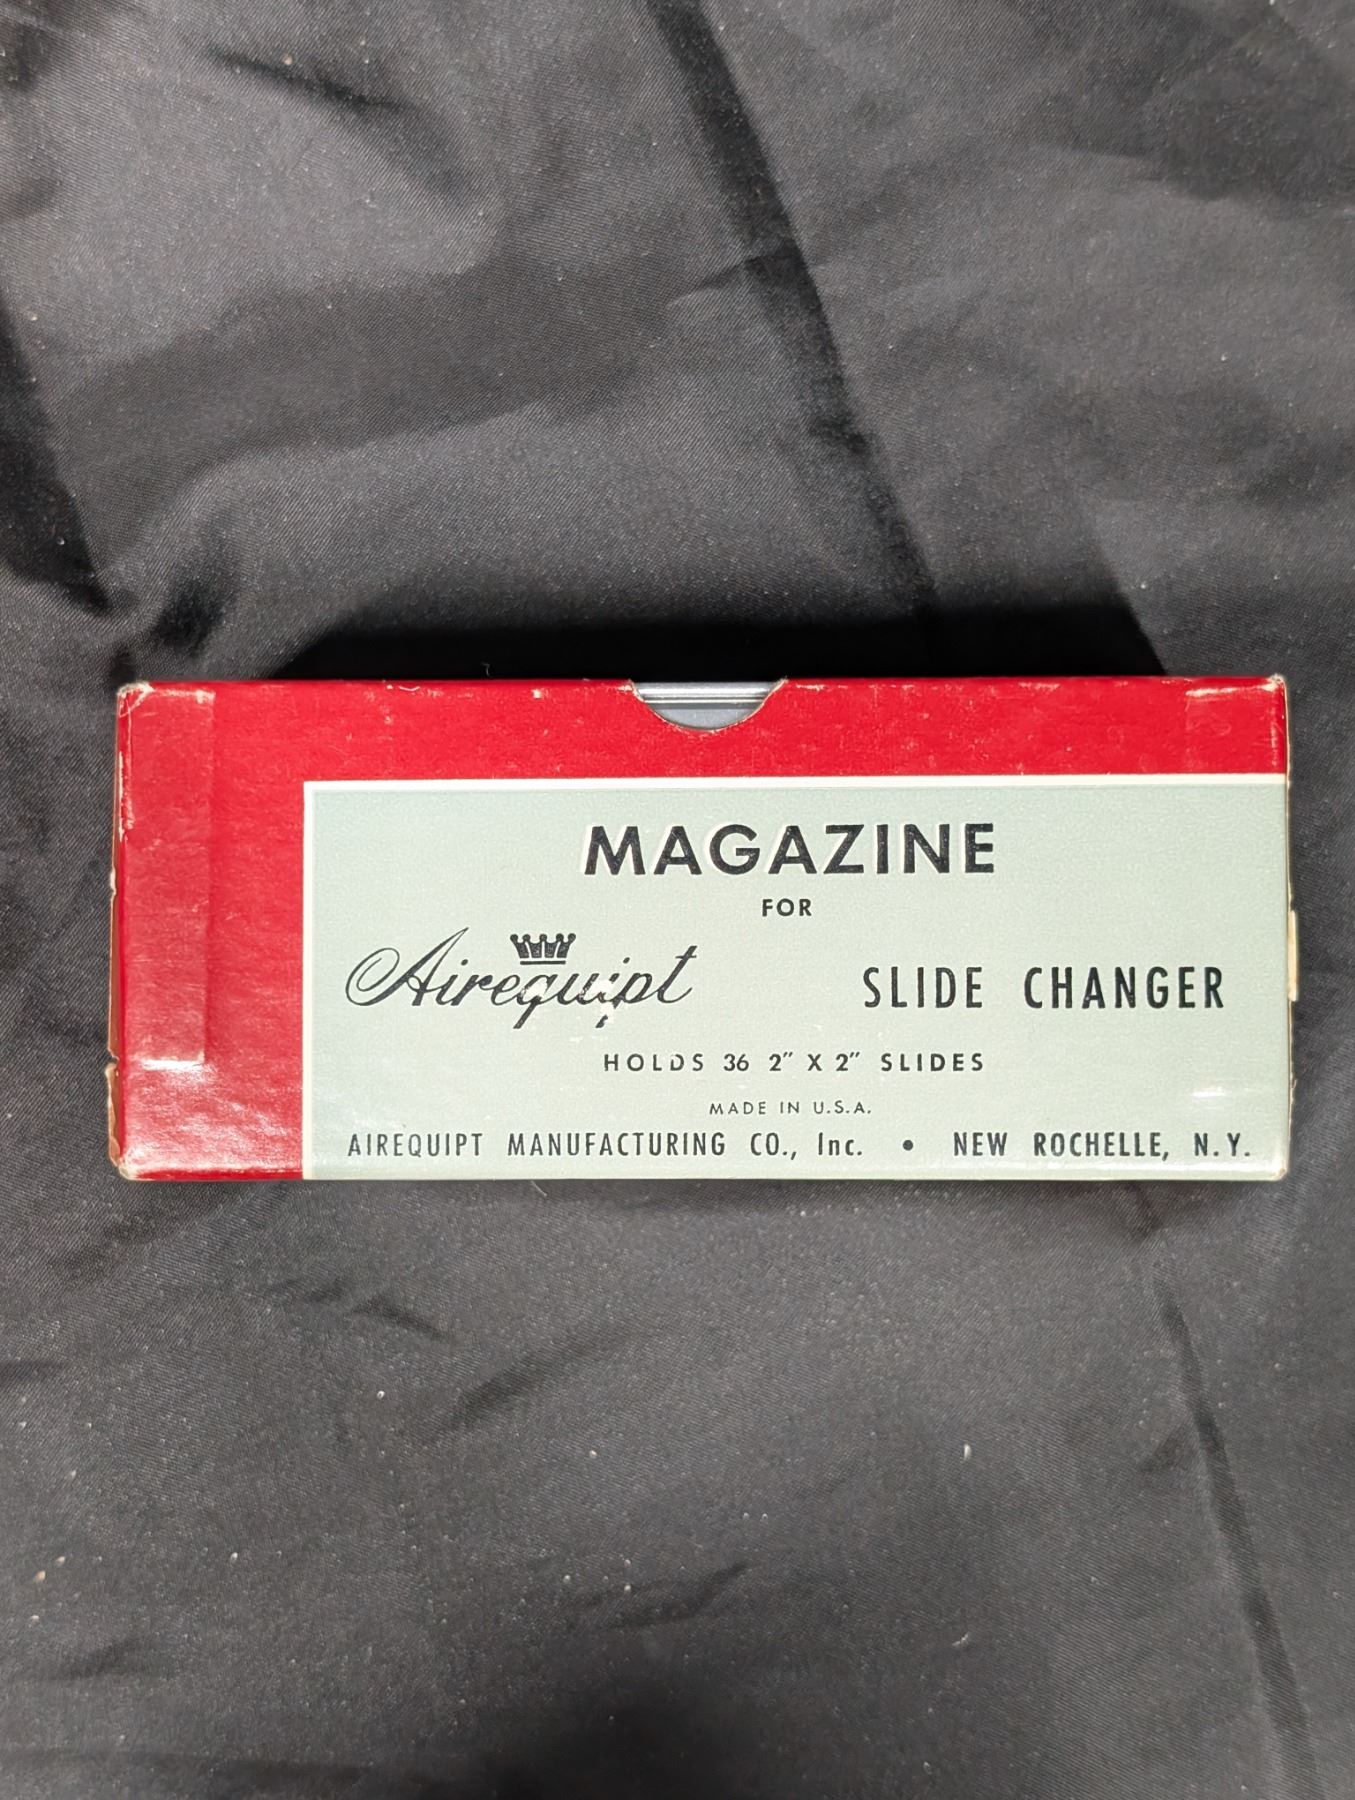 MAGAZINE
FOR
Airequipt SLIDE CHANGER
HOLDS 36 2" X 2" SLIDES
MADE IN U.S.A.
AIREQUIPT MANUFACTURING CO., Inc. • NEW ROCHELLE, N.Y.